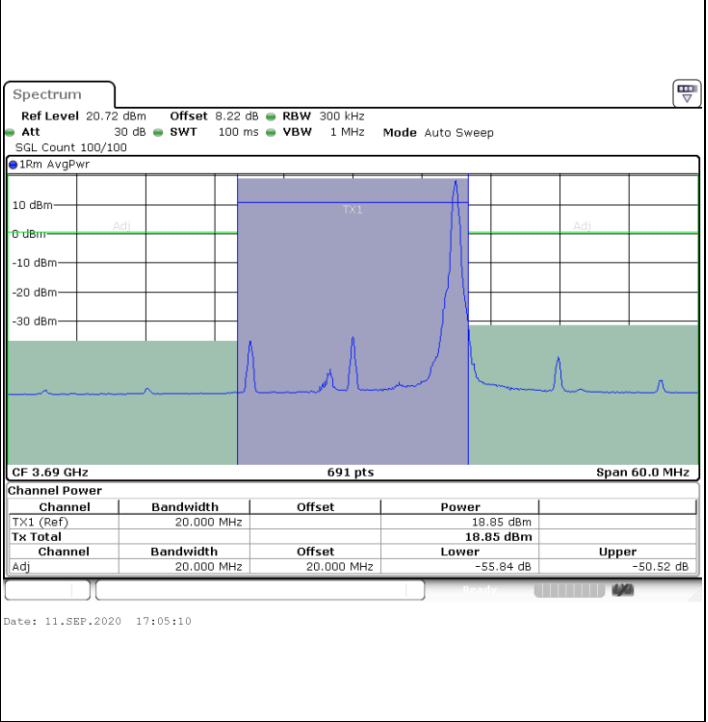 Spectrum
Ref Level 20.72 dBm Offset 8.22 dB RBW 300 kHz
Att 30 dB SWT 100 ms VBW 1 MHz Mode Auto Sweep
SGL Count 100/100
1Rm AvgPwr
10 dBm
TX1
Adj Adj
0 dBm
-10 dBm
-20 dBm
-30 dBm
CF 3.69 GHz 691 pts Span 60.0 MHz
Channel Power
Channel Bandwidth Offset Power
TX1 (Ref) 20.000 MHz 18.85 dBm
Tx Total 18.85 dBm
Channel Bandwidth Offset Lower Upper
Adj 20.000 MHz 20.000 MHz -55.84 dB -50.52 dB
Ready
Date: 11.SEP.2020 17:05:10